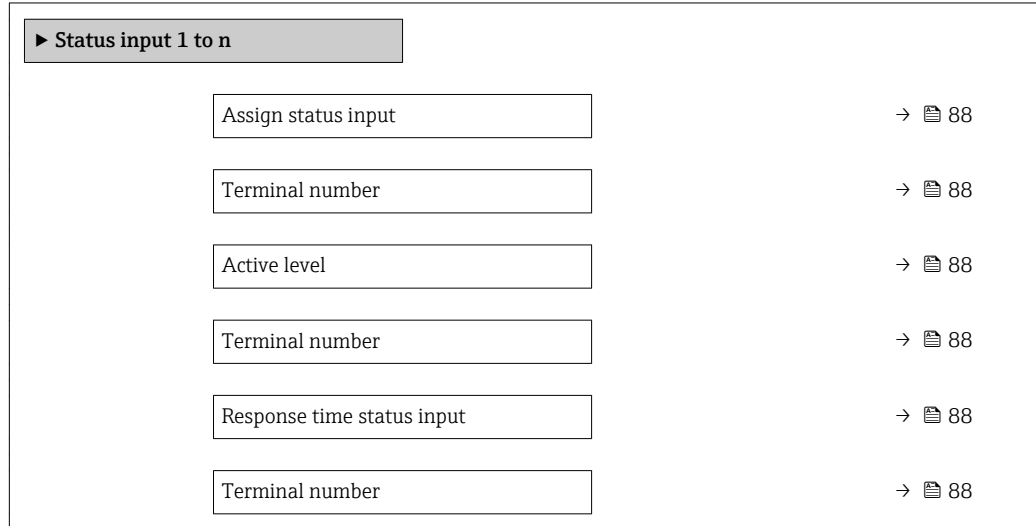 ▶ Status input 1 to n
Assign status input → 88
Terminal number → 88
Active level → 88
Terminal number → 88
Response time status input → 88
Terminal number → 88